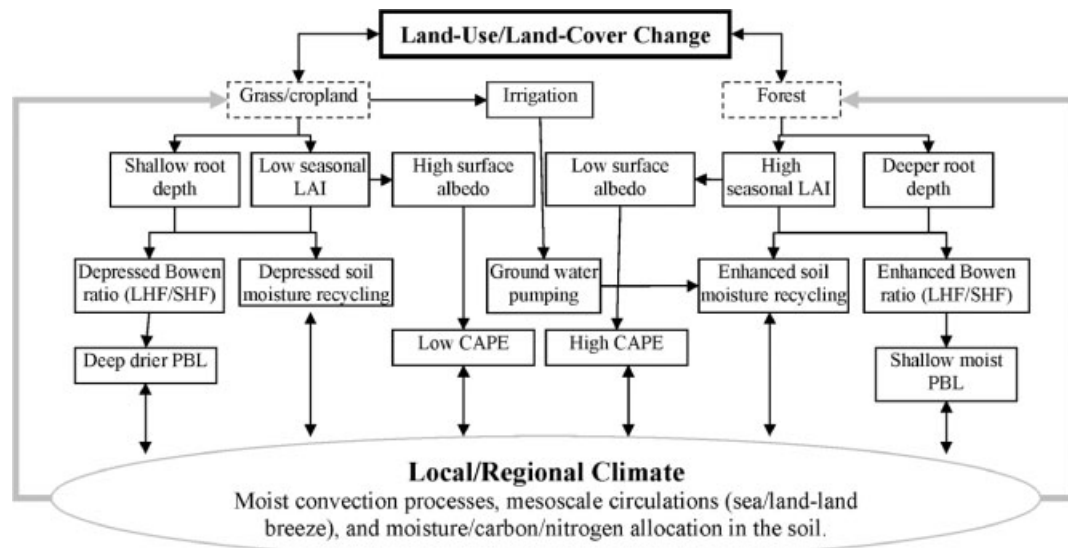 Land-Use/Land-Cover Change
Grass/cropland
Irrigation
Forest
Shallow root
depth
Low seasonal
LAI
High surface
albedo
Low surface
albedo
High
seasonal LAI
Deeper root
depth
Depressed Bowen
ratio (LHF/SHF)
Depressed soil
moisture recycling
Ground water
pumping
Enhanced soil
moisture recycling
Enhanced Bowen
ratio (LHF/SHF)
Deep drier PBL
Low CAPE
High CAPE
Shallow moist
PBL
Local/Regional Climate
Moist convection processes, mesoscale circulations (sea/land-land
breeze), and moisture/carbon/nitrogen allocation in the soil.